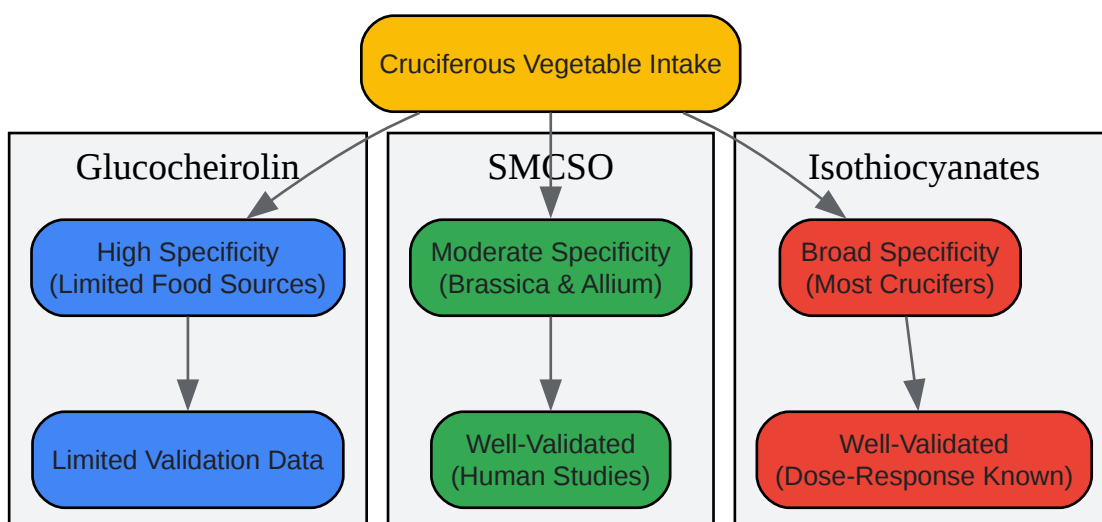 Cruciferous Vegetable Intake
Glucocheirolin
SMCSO
Isothiocyanates
High Specificity
(Limited Food Sources)
Moderate Specificity
(Brassica & Allium)
Broad Specificity
(Most Crucifers)
Limited Validation Data
Well-Validated
(Human Studies)
Well-Validated
(Dose-Response Known)